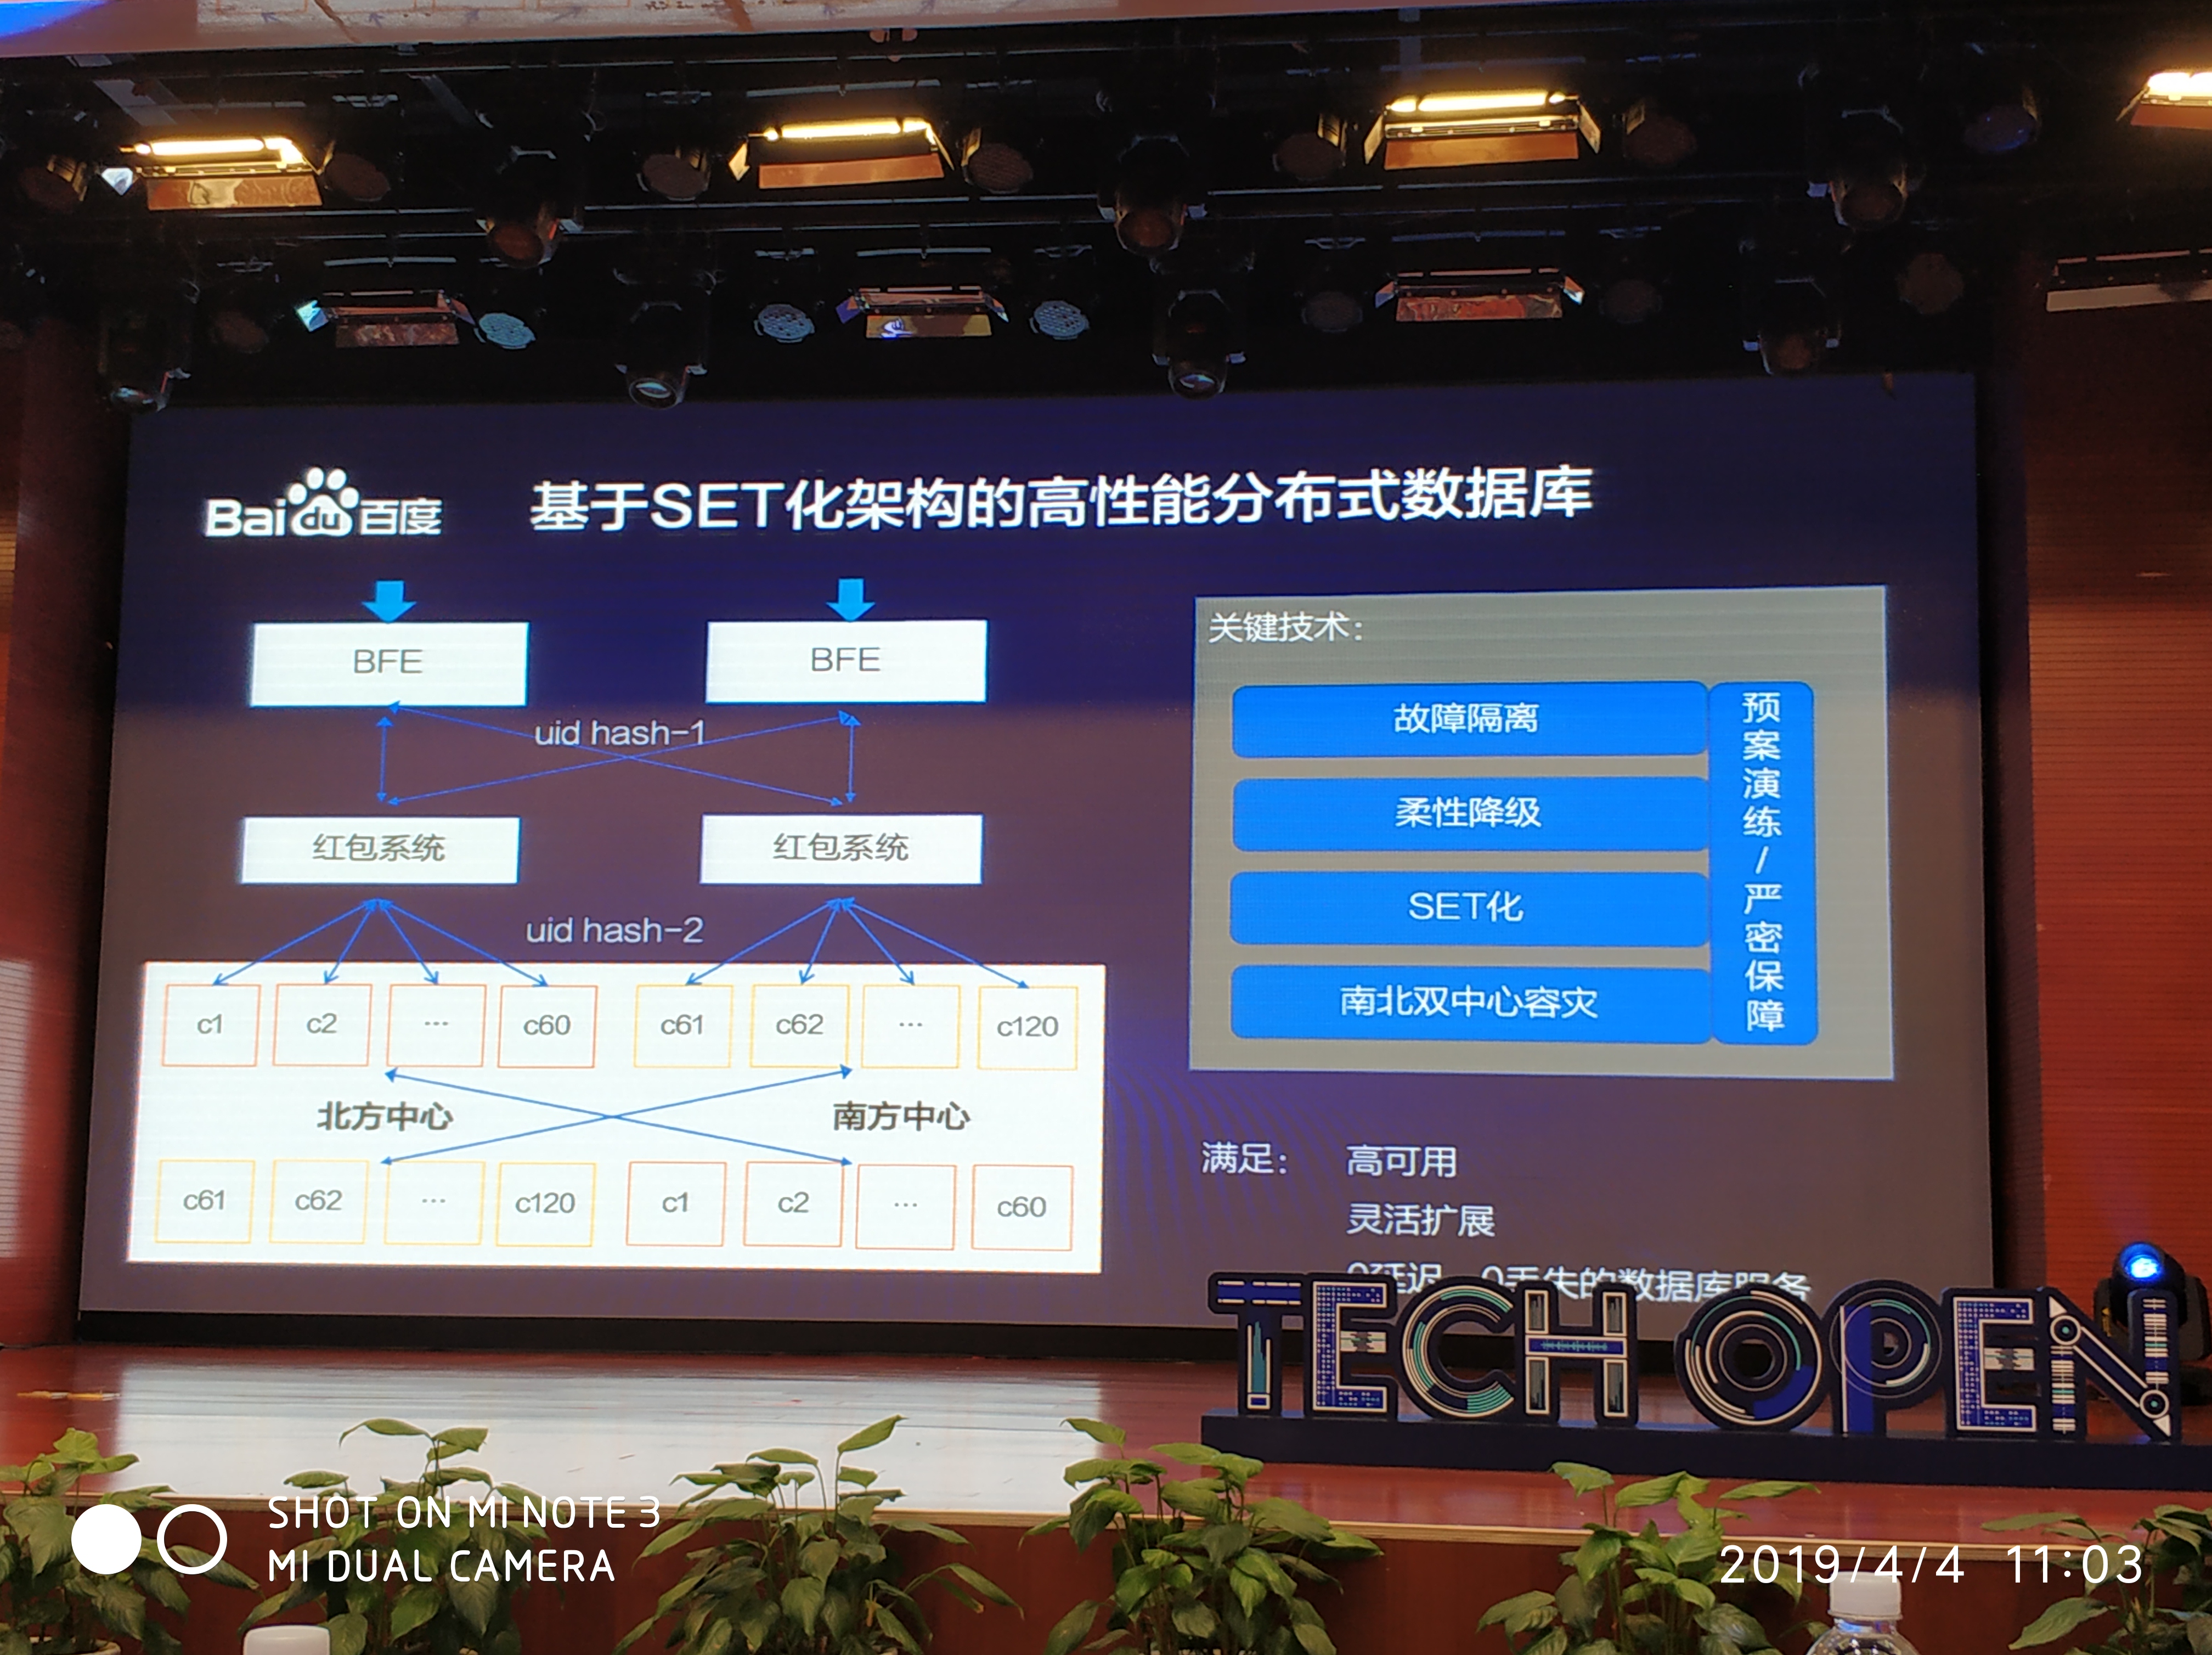 Bai du 百度
基于SET化架构的高性能分布式数据库
BFE
BFE
uid hash-1
红包系统
红包系统
uid hash-2
c1
c2
...
c60
c61
c62
...
c120
北方中心
南方中心
c61
c62
...
c120
c1
c2
...
c60
关键技术：
故障隔离
柔性降级
SET化
南北双中心容灾
预案演练/严密保障
满足：
高可用
灵活扩展
0延迟、0丢失的数据库服务
TECH OPEN
SHOT ON MI NOTE 3
MI DUAL CAMERA
2019/4/4 11:03